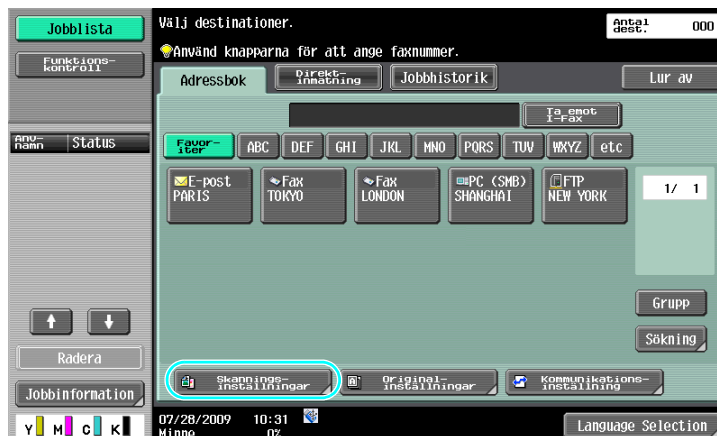 Jobblista
Funktions-
kontroll
Anv-
namn
Status
Radera
Jobbinformation
Y M C K
Välj destinationer.
Antal
dest.
000
Använd knapparna för att ange faxnummer.
Adressbok
Direkt-
inmatning
Jobbhistorik
Lur av
Ta emot
I-Fax
Favor-
iter
ABC
DEF
GHI
JKL
MNO
PQRS
TUV
WXYZ
etc
E-post
PARIS
Fax
TOKYO
Fax
LONDON
PC (SMB)
SHANGHAI
FTP
NEW YORK
1/ 1
Grupp
Sökning
Skannings-
inställningar
Original-
inställningar
Kommunikations-
inställning
07/28/2009 10:31
Minne 0%
Language Selection